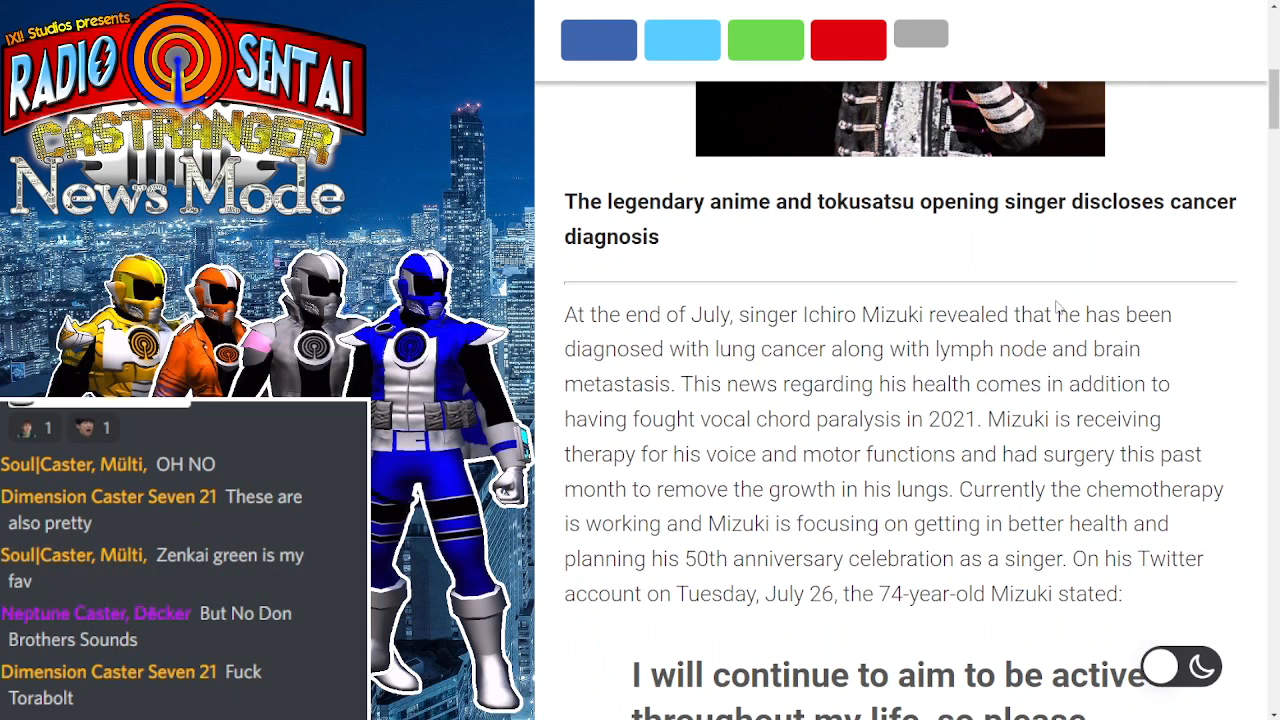 IXII Studios presents
RADIO SENTAI
CASTRANGER
News Mode
The legendary anime and tokusatsu opening singer discloses cancer
diagnosis
At the end of July, singer Ichiro Mizuki revealed that he has been
diagnosed with lung cancer along with lymph node and brain
metastasis. This news regarding his health comes in addition to
having fought vocal chord paralysis in 2021. Mizuki is receiving
therapy for his voice and motor functions and had surgery this past
month to remove the growth in his lungs. Currently the chemotherapy
is working and Mizuki is focusing on getting in better health and
planning his 50th anniversary celebration as a singer. On his Twitter
account on Tuesday, July 26, the 74-year-old Mizuki stated:
I will continue to aim to be active
throughout my life, so please
1 1
Soul|Caster, Mülti, OH NO
Dimension Caster Seven 21 These are
also pretty
Soul|Caster, Mülti, Zenkai green is my
fav
Neptune Caster, Dëcker But No Don
Brothers Sounds
Dimension Caster Seven 21 Fuck
Torabolt